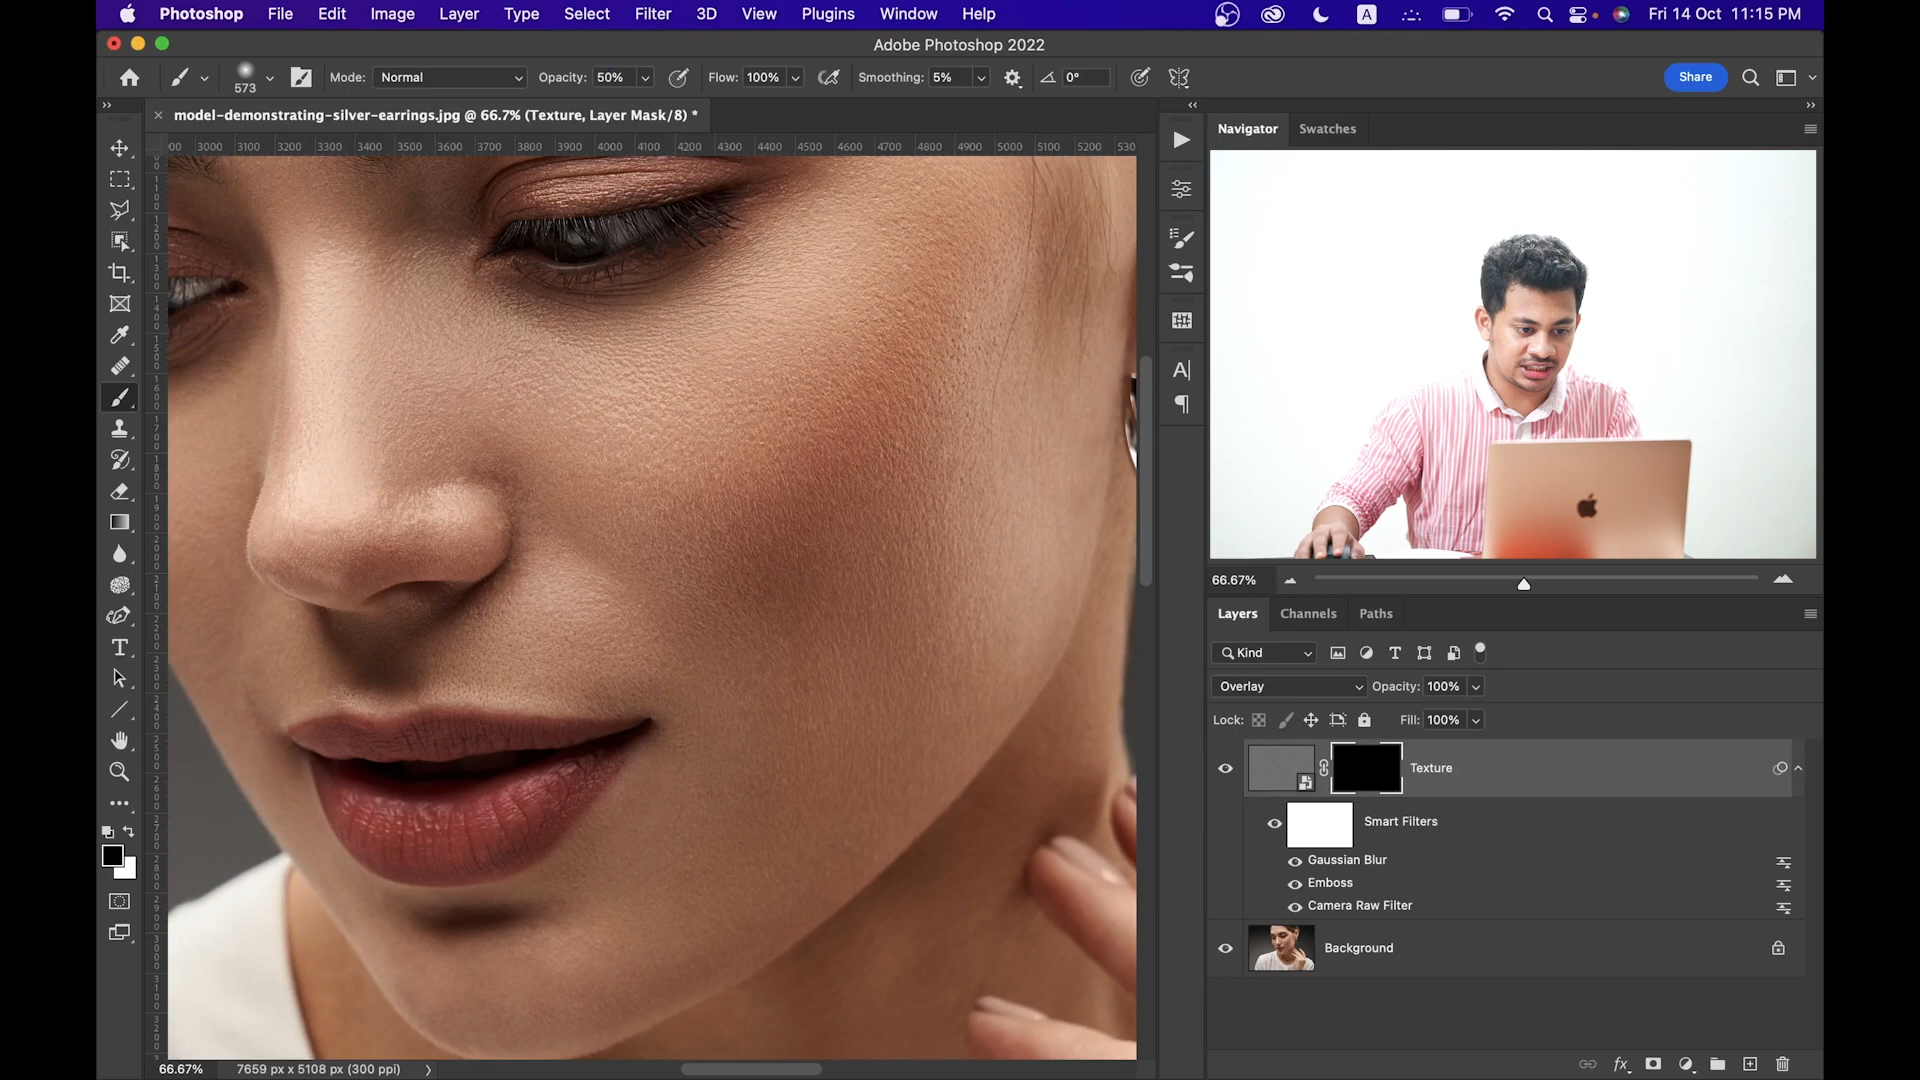 Photoshop File Edit Image Layer Type Select Filter 3D View Plugins Window Help A Fri 14 Oct 11:15 PM
Adobe Photoshop 2022
573 Mode: Normal Opacity: 50% Flow: 100% Smoothing: 5% 0° Share
model-demonstrating-silver-earrings.jpg @ 66.7% (Texture, Layer Mask/8) *
Navigator Swatches
00 3000 3100 3200 3300 3400 3500 3600 3700 3800 3900 4000 4100 4200 4300 4400 4500 4600 4700 4800 4900 5000 5100 5200 530
66.67%
Layers Channels Paths
Kind
Overlay Opacity: 100%
Lock: Fill: 100%
Texture
Smart Filters
Gaussian Blur
Emboss
Camera Raw Filter
Background
66.67% 7659 px x 5108 px (300 ppi)